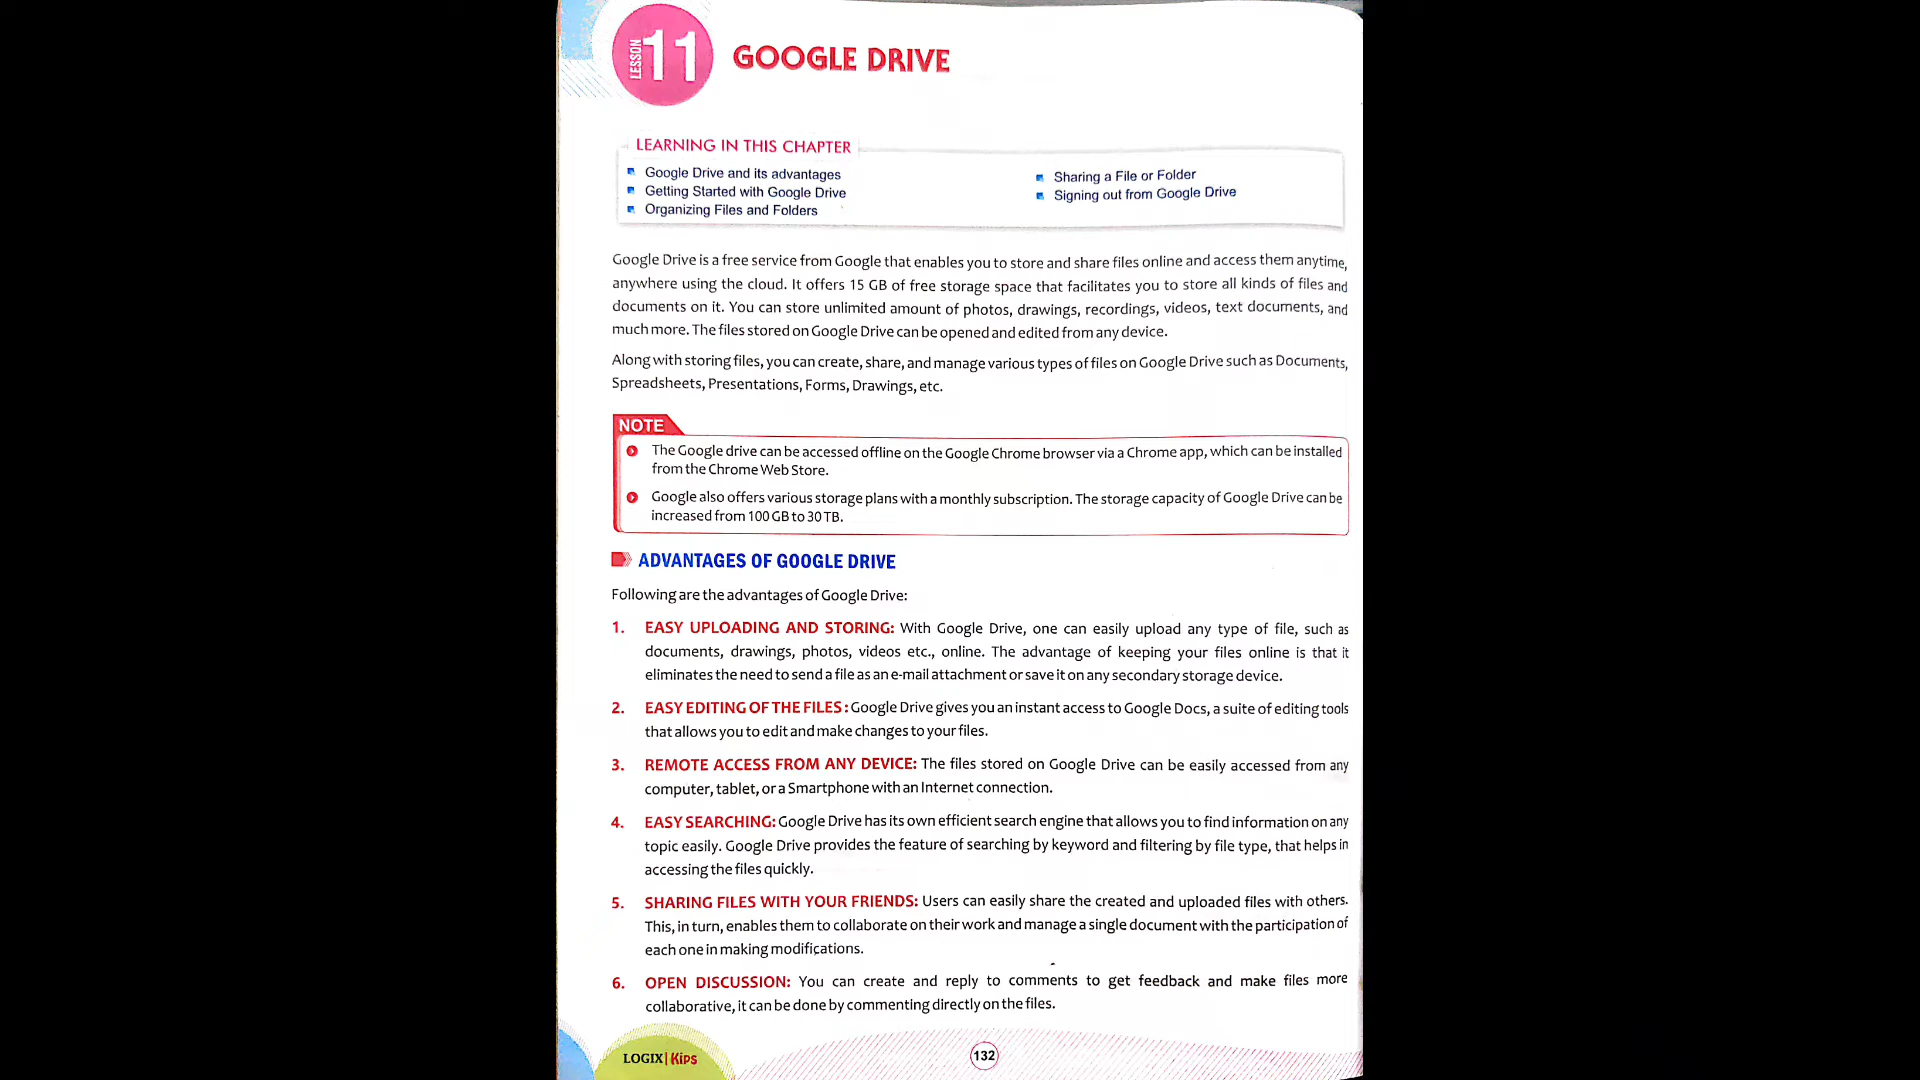 LESSON 11 GOOGLE DRIVE
LEARNING IN THIS CHAPTER
Google Drive and its advantages
Getting Started with Google Drive
Organizing Files and Folders
Sharing a File or Folder
Signing out from Google Drive
Google Drive is a free service from Google that enables you to store and share files online and access them anytime,
anywhere using the cloud. It offers 15 GB of free storage space that facilitates you to store all kinds of files and
documents on it. You can store unlimited amount of photos, drawings, recordings, videos, text documents, and
much more. The files stored on Google Drive can be opened and edited from any device.
Along with storing files, you can create, share, and manage various types of files on Google Drive such as Documents,
Spreadsheets, Presentations, Forms, Drawings, etc.
NOTE
The Google drive can be accessed offline on the Google Chrome browser via a Chrome app, which can be installed
from the Chrome Web Store.
Google also offers various storage plans with a monthly subscription. The storage capacity of Google Drive can be
increased from 100 GB to 30 TB.
ADVANTAGES OF GOOGLE DRIVE
Following are the advantages of Google Drive:
1. EASY UPLOADING AND STORING: With Google Drive, one can easily upload any type of file, such as
documents, drawings, photos, videos etc., online. The advantage of keeping your files online is that it
eliminates the need to send a file as an e-mail attachment or save it on any secondary storage device.
2. EASY EDITING OF THE FILES : Google Drive gives you an instant access to Google Docs, a suite of editing tools
that allows you to edit and make changes to your files.
3. REMOTE ACCESS FROM ANY DEVICE: The files stored on Google Drive can be easily accessed from any
computer, tablet, or a Smartphone with an Internet connection.
4. EASY SEARCHING: Google Drive has its own efficient search engine that allows you to find information on any
topic easily. Google Drive provides the feature of searching by keyword and filtering by file type, that helps in
accessing the files quickly.
5. SHARING FILES WITH YOUR FRIENDS: Users can easily share the created and uploaded files with others.
This, in turn, enables them to collaborate on their work and manage a single document with the participation of
each one in making modifications.
6. OPEN DISCUSSION: You can create and reply to comments to get feedback and make files more
collaborative, it can be done by commenting directly on the files.
LOGIX | Kips
132